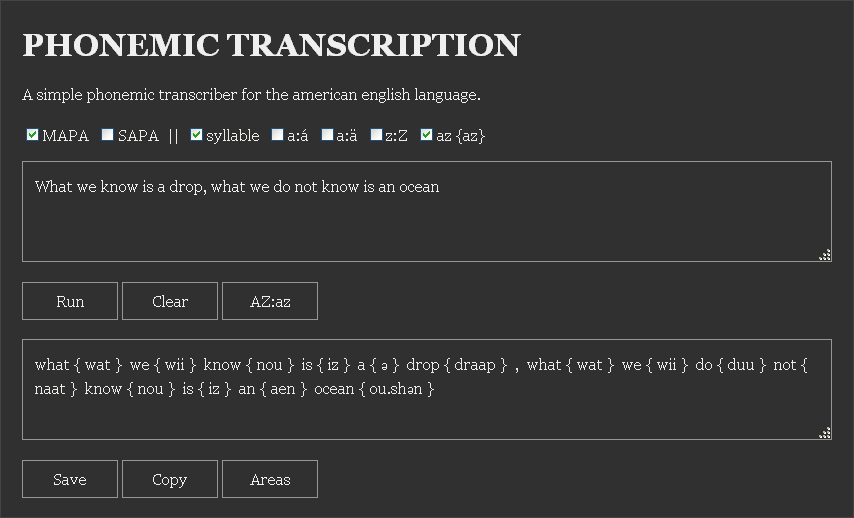 PHONEMIC TRANSCRIPTION
A simple phonemic transcriber for the american english language.
MAPA SAPA || syllable a:á a:ä z:Z az {az}
What we know is a drop, what we do not know is an ocean
Run Clear AZ:az
what { wat } we { wii } know { nou } is { iz } a { ə } drop { draap } , what { wat } we { wii } do { duu } not {
naat } know { nou } is { iz } an { aen } ocean { ou.shən }
Save Copy Areas